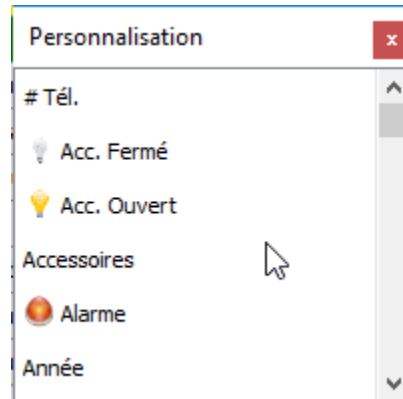 Personnalisation
# Tél.
Acc. Fermé
Acc. Ouvert
Accessoires
Alarme
Année